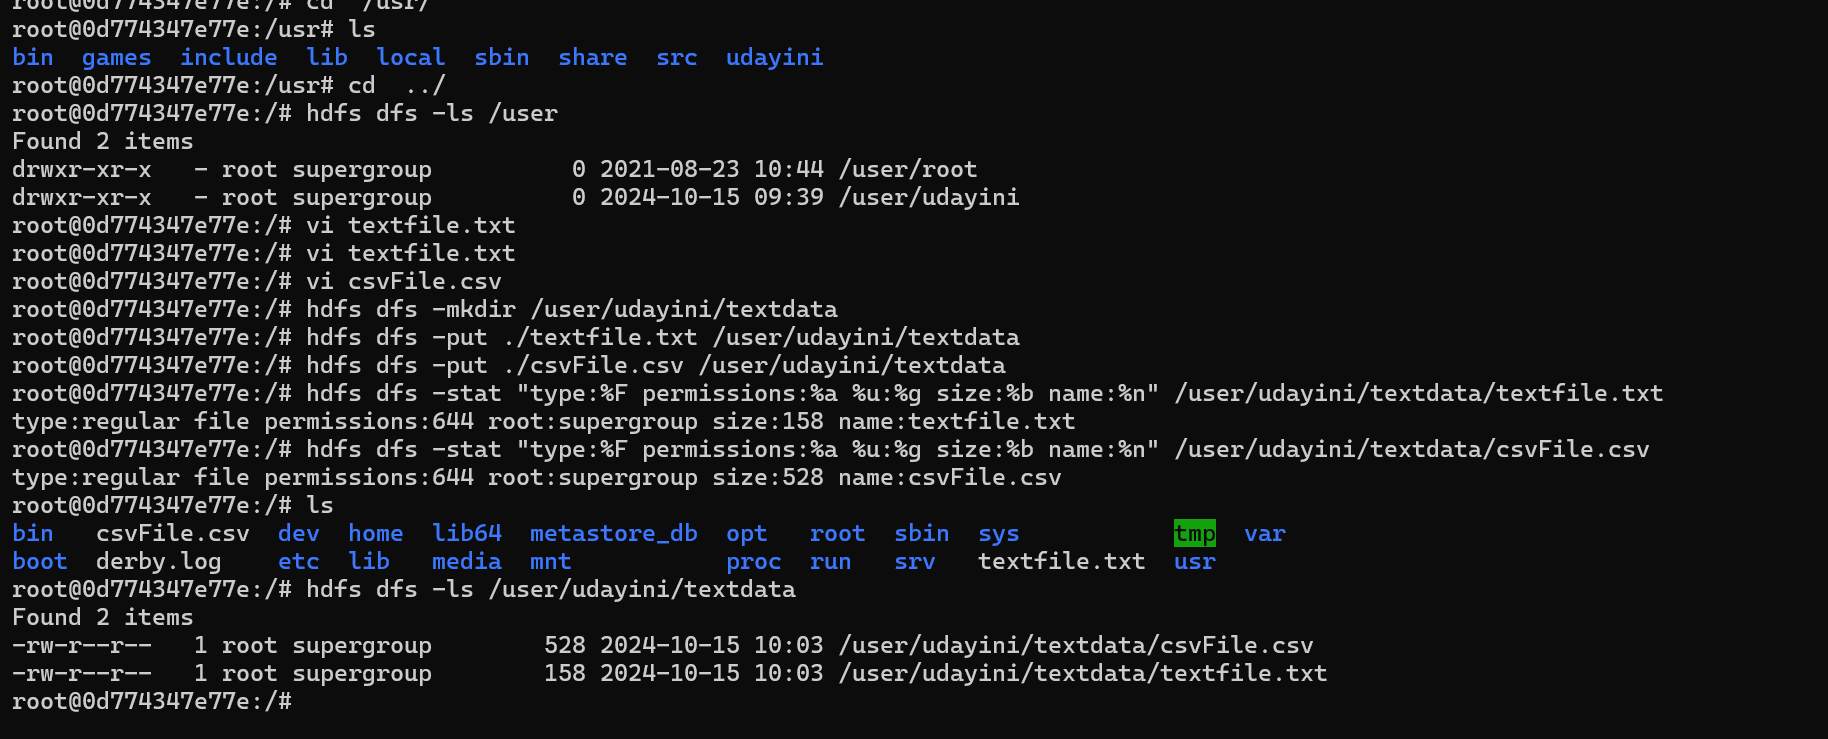 root@0d774347e77e:/# cd  /usr/
root@0d774347e77e:/usr# ls
bin  games  include  lib  local  sbin  share  src  udayini
root@0d774347e77e:/usr# cd  ../
root@0d774347e77e:/# hdfs dfs -ls /user
Found 2 items
drwxr-xr-x   - root supergroup          0 2021-08-23 10:44 /user/root
drwxr-xr-x   - root supergroup          0 2024-10-15 09:39 /user/udayini
root@0d774347e77e:/# vi textfile.txt
root@0d774347e77e:/# vi textfile.txt
root@0d774347e77e:/# vi csvFile.csv
root@0d774347e77e:/# hdfs dfs -mkdir /user/udayini/textdata
root@0d774347e77e:/# hdfs dfs -put ./textfile.txt /user/udayini/textdata
root@0d774347e77e:/# hdfs dfs -put ./csvFile.csv /user/udayini/textdata
root@0d774347e77e:/# hdfs dfs -stat "type:%F permissions:%a %u:%g size:%b name:%n" /user/udayini/textdata/textfile.txt
type:regular file permissions:644 root:supergroup size:158 name:textfile.txt
root@0d774347e77e:/# hdfs dfs -stat "type:%F permissions:%a %u:%g size:%b name:%n" /user/udayini/textdata/csvFile.csv
type:regular file permissions:644 root:supergroup size:528 name:csvFile.csv
root@0d774347e77e:/# ls
bin   csvFile.csv  dev  home  lib64  metastore_db  opt   root  sbin  sys           tmp  var
boot  derby.log    etc  lib   media  mnt           proc  run   srv   textfile.txt  usr
root@0d774347e77e:/# hdfs dfs -ls /user/udayini/textdata
Found 2 items
-rw-r--r--   1 root supergroup        528 2024-10-15 10:03 /user/udayini/textdata/csvFile.csv
-rw-r--r--   1 root supergroup        158 2024-10-15 10:03 /user/udayini/textdata/textfile.txt
root@0d774347e77e:/#